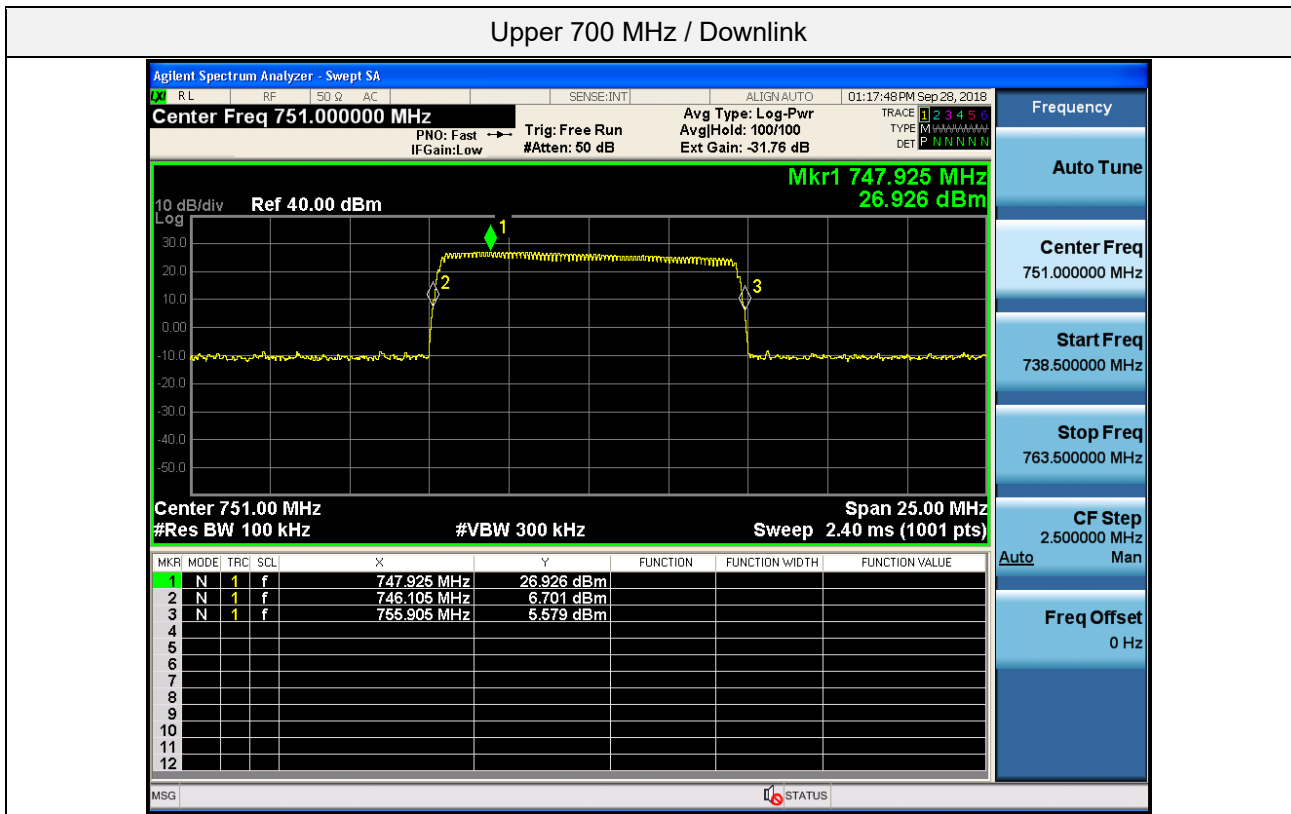 Upper 700 MHz / Downlink
Agilent Spectrum Analyzer - Swept SA
LXI RL RF 50 Ω AC SENSE:INT ALIGN AUTO 01:17:48 PM Sep 28, 2018
Center Freq 751.000000 MHz
PNO: Fast
IFGain:Low
Trig: Free Run
#Atten: 50 dB
Avg Type: Log-Pwr
Avg|Hold: 100/100
Ext Gain: -31.76 dB
TRACE 1 2 3 4 5 6
TYPE M
DET P N N N N N
Mkr1 747.925 MHz
26.926 dBm
10 dB/div Ref 40.00 dBm
Log
30.0
20.0
10.0
0.00
-10.0
-20.0
-30.0
-40.0
-50.0
1
2
3
Center 751.00 MHz Span 25.00 MHz
#Res BW 100 kHz #VBW 300 kHz Sweep 2.40 ms (1001 pts)
MKR MODE TRC SCL X Y FUNCTION FUNCTION WIDTH FUNCTION VALUE
1 N 1 f 747.925 MHz 26.926 dBm
2 N 1 f 746.105 MHz 6.701 dBm
3 N 1 f 755.905 MHz 5.579 dBm
4
5
6
7
8
9
10
11
12
MSG STATUS
Frequency
Auto Tune
Center Freq
751.000000 MHz
Start Freq
738.500000 MHz
Stop Freq
763.500000 MHz
CF Step
2.500000 MHz
Auto Man
Freq Offset
0 Hz